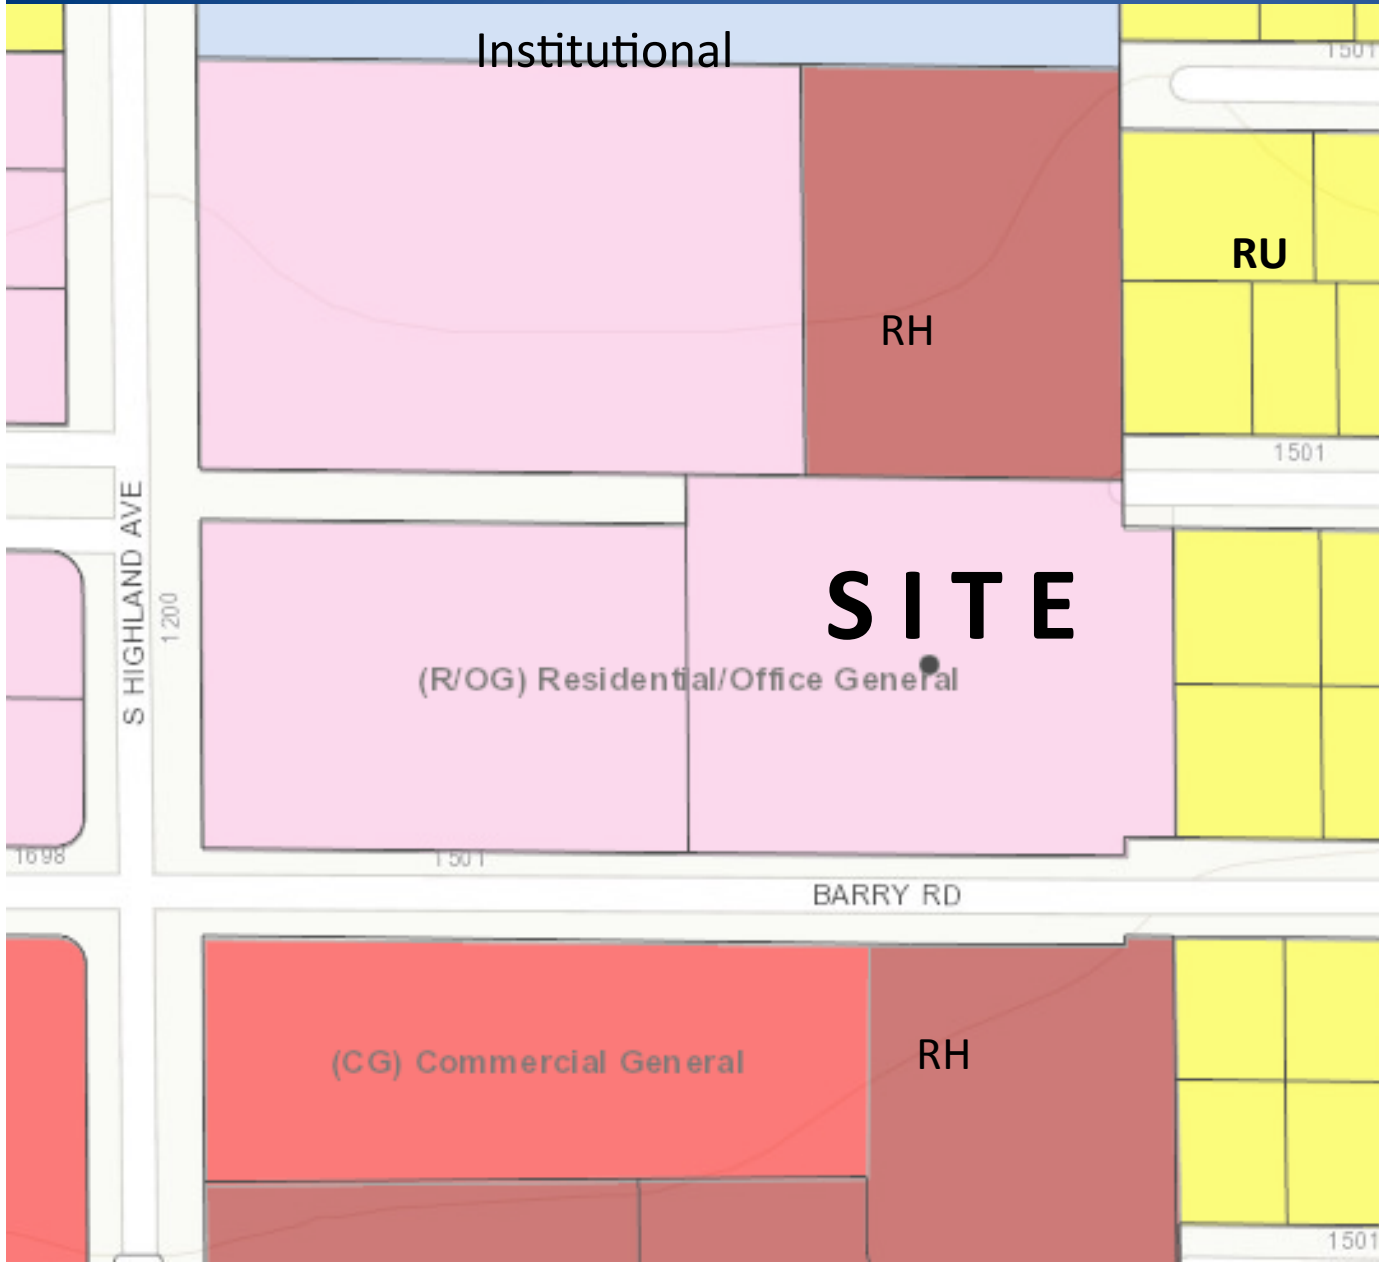 Institutional
1501
RU
RH
1501
S HIGHLAND AVE
1200
S I T E
(R/OG) Residential/Office General
1698
1501
BARRY RD
(CG) Commercial General
RH
1501